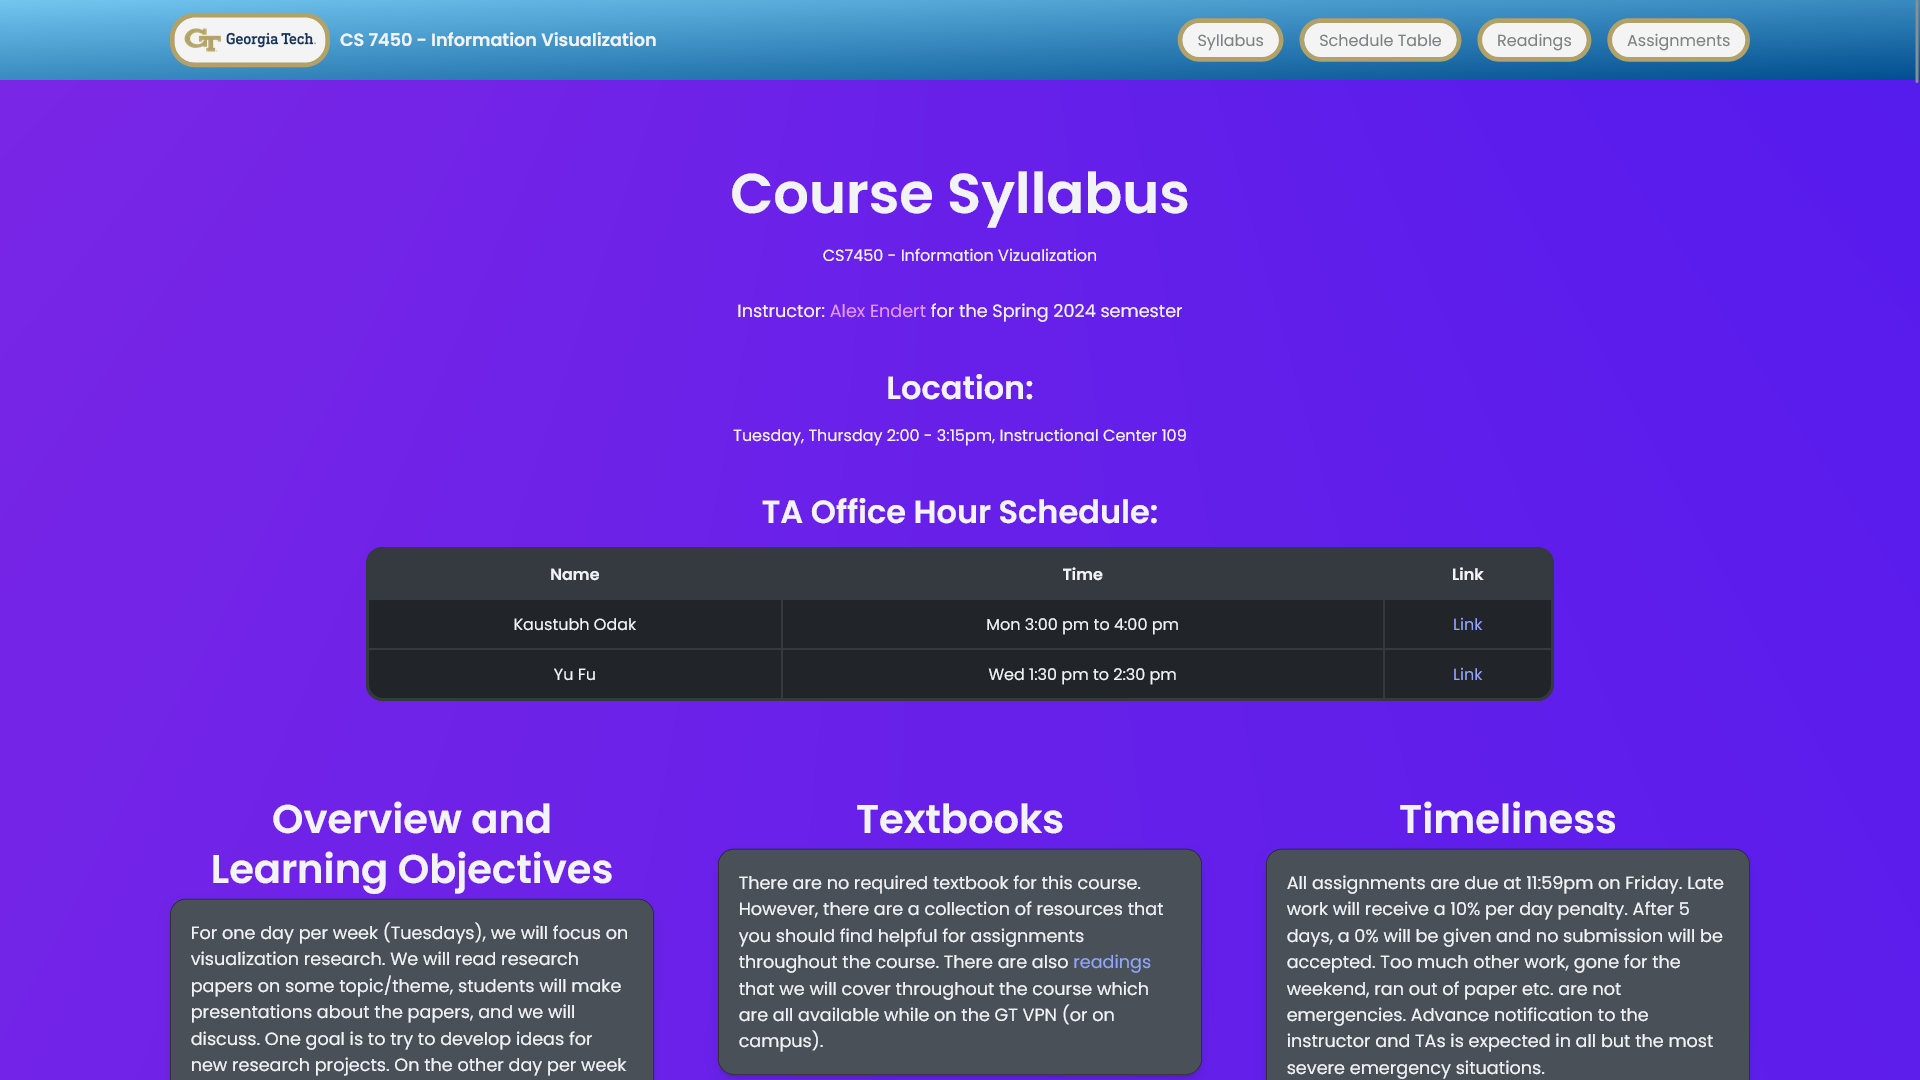 GT Georgia Tech.
CS 7450 - Information Visualization
Syllabus
Schedule Table
Readings
Assignments
Course Syllabus
CS7450 - Information Vizualization
Instructor: Alex Endert for the Spring 2024 semester
Location:
Tuesday, Thursday 2:00 - 3:15pm, Instructional Center 109
TA Office Hour Schedule:
Name Time Link
Kaustubh Odak Mon 3:00 pm to 4:00 pm Link
Yu Fu Wed 1:30 pm to 2:30 pm Link
Overview and
Learning Objectives
For one day per week (Tuesdays), we will focus on
visualization research. We will read research
papers on some topic/theme, students will make
presentations about the papers, and we will
discuss. One goal is to try to develop ideas for
new research projects. On the other day per week
Textbooks
There are no required textbook for this course.
However, there are a collection of resources that
you should find helpful for assignments
throughout the course. There are also readings
that we will cover throughout the course which
are all available while on the GT VPN (or on
campus).
Timeliness
All assignments are due at 11:59pm on Friday. Late
work will receive a 10% per day penalty. After 5
days, a 0% will be given and no submission will be
accepted. Too much other work, gone for the
weekend, ran out of paper etc. are not
emergencies. Advance notification to the
instructor and TAs is expected in all but the most
severe emergency situations.